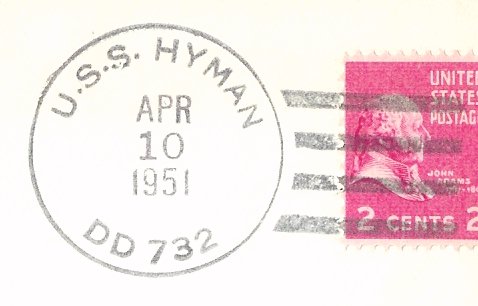 U.S.S. HYMAN
APR
10
1951
DD 732
UNITED
STATES
POSTAGE
JOHN
ADAMS
2 CENTS 2